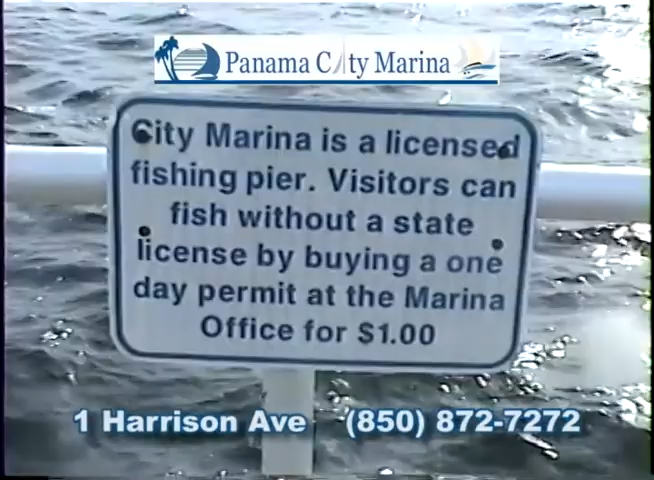 Panama City Marina
City Marina is a licensed
fishing pier. Visitors can
fish without a state
license by buying a one
day permit at the Marina
Office for $1.00
1 Harrison Ave (850) 872-7272